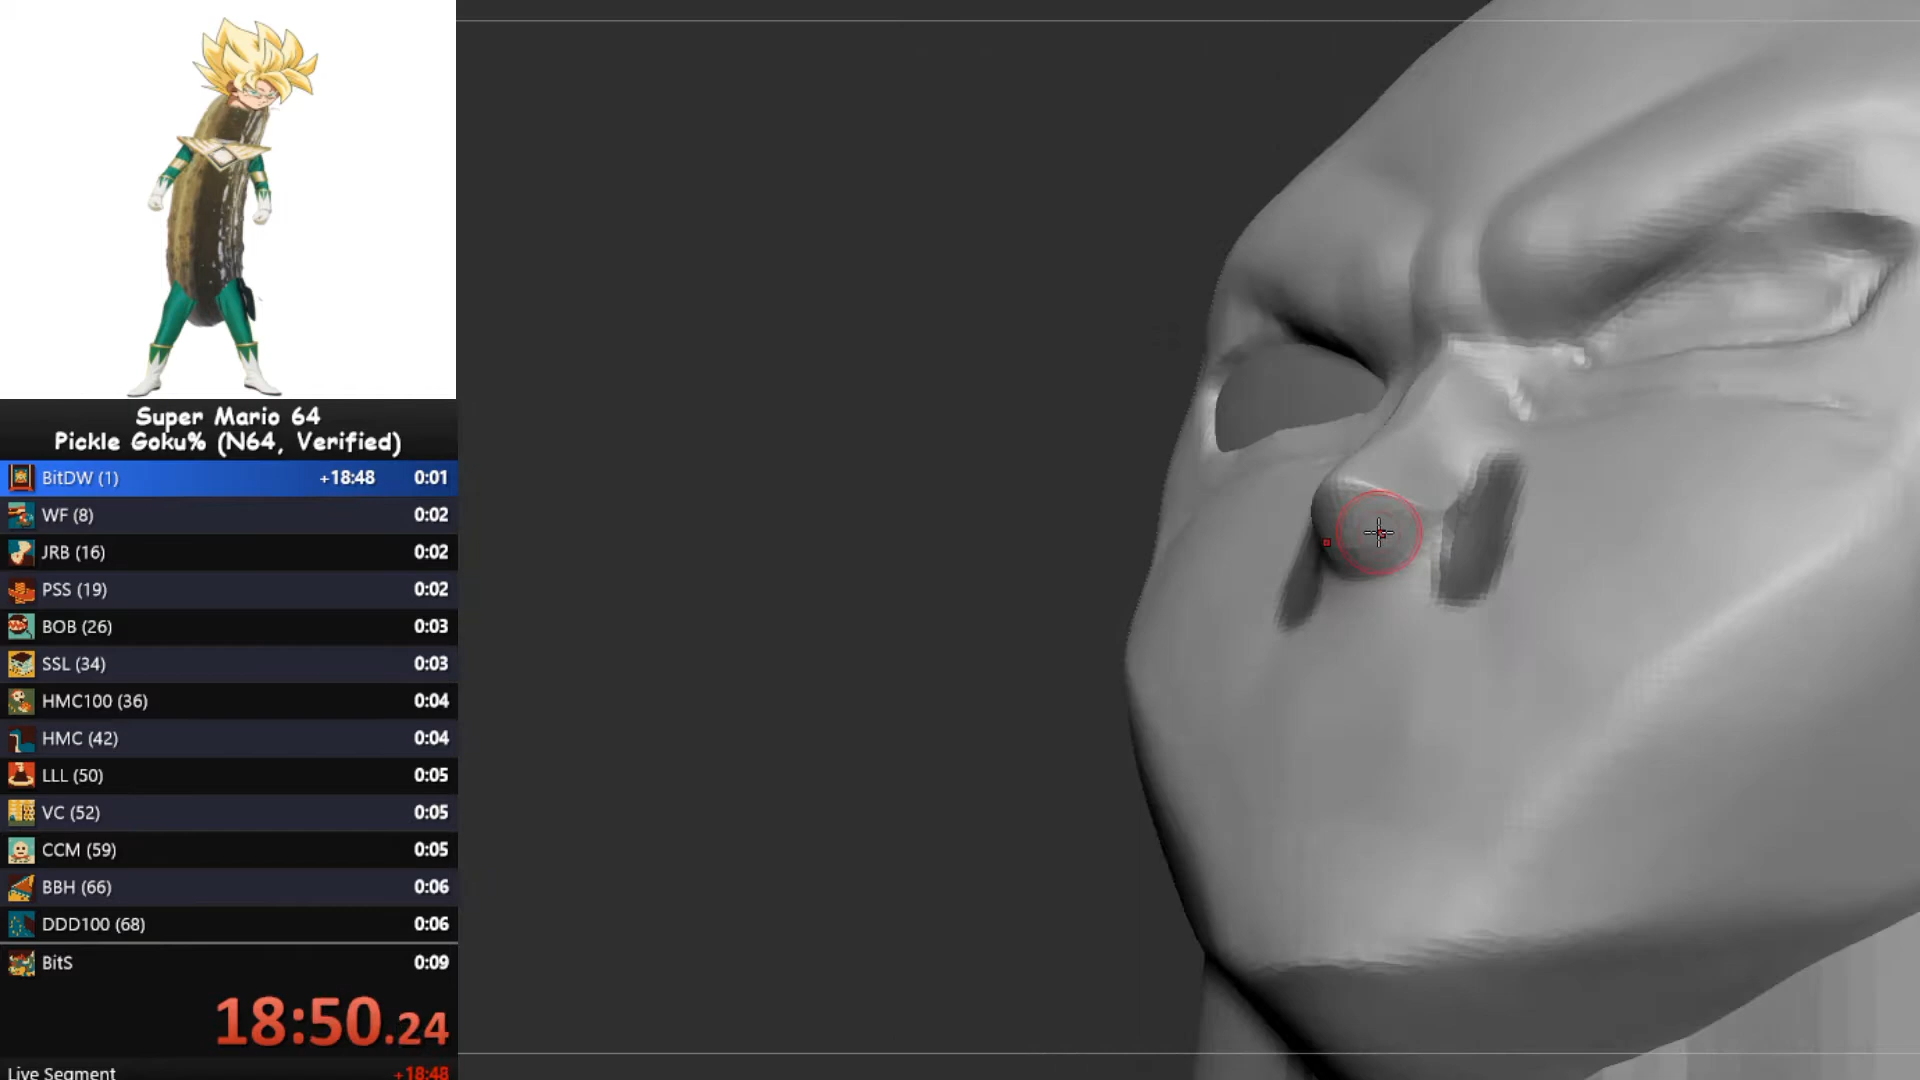 Super Mario 64
Pickle Goku% (N64, Verified)
BitDW (1) +18:48 0:01
WF (8) 0:02
JRB (16) 0:02
PSS (19) 0:02
BOB (26) 0:03
SSL (34) 0:03
HMC100 (36) 0:04
HMC (42) 0:04
LLL (50) 0:05
VC (52) 0:05
CCM (59) 0:05
BBH (66) 0:06
DDD100 (68) 0:06
BitS 0:09
18:50.24
Live Segment +18:48